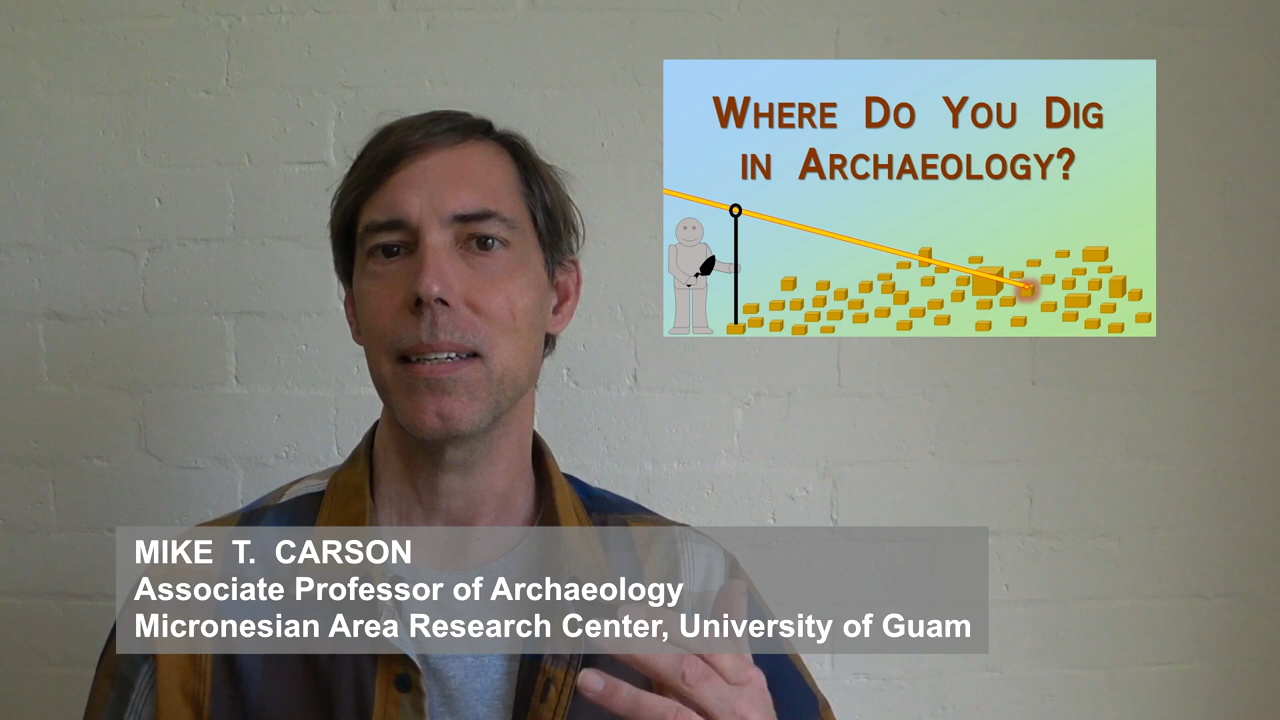 WHERE DO YOU DIG
IN ARCHAEOLOGY?
MIKE T. CARSON
Associate Professor of Archaeology
Micronesian Area Research Center, University of Guam